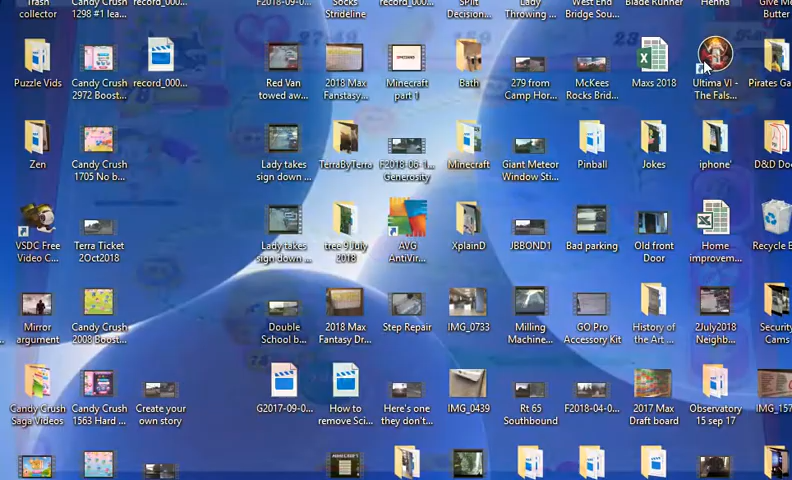 Trash
collector
Candy Crush
1298 #1 lea...
F2018-09-0...
Socks
Strideline
record_000...
Split
Decision...
Lady
Throwing ...
West End
Bridge Sou...
Blade Runner
Henna
Give Me
Butter
Puzzle Vids
Candy Crush
2972 Boost...
record_000...
Red Van
towed aw...
2018 Max
Fanstasy...
Minecraft
part 1
Bath
279 from
Camp Hor...
McKees
Rocks Brid...
Maxs 2018
Ultima VI -
The Fals...
Pirates Ga
Zen
Candy Crush
1705 No b...
Lady takes
sign down ...
TerraByTerra
F2018-06-1...
Generosity
Minecraft
Giant Meteor
Window Sti...
Pinball
Jokes
iphone'
D&D Do
VSDC Free
Video C...
Terra Ticket
2Oct2018
Lady takes
sign down ...
tree 9July
2018
AVG
AntiVir...
XplainD
JBBOND1
Bad parking
Old front
Door
Home
improvem...
Recycle B
Mirror
argument
Candy Crush
2008 Boost...
Double
School b...
2018 Max
Fantasy Dr...
Step Repair
IMG_0733
Milling
Machine...
GO Pro
Accessory Kit
History of
the Art ...
2July2018
Neighb...
Security
Cams
Candy Crush
Saga Videos
Candy Crush
1563 Hard ...
Create your
own story
G2017-09-0...
How to
remove Sci...
Here's one
they don't...
IMG_0439
Rt 65
Southbound
F2018-04-0...
2017 Max
Draft board
Observatory
15 sep 17
IMG_157